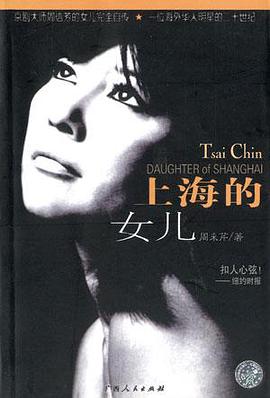 京剧大师周信芳的女儿完全自传 ★ 一位海外华人明星的二十世纪
Tsai Chin
DAUGHTER of SHANGHAI
上海的
女儿
周采芹/著
扣人心弦！
——纽约时报
广西人民出版社